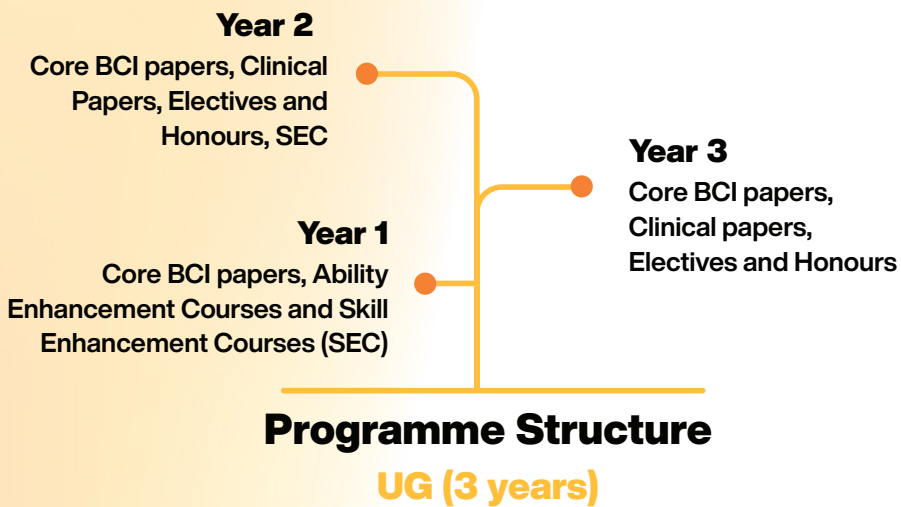 Year 2
Core BCI papers, Clinical
Papers, Electives and
Honours, SEC
Year 3
Core BCI papers,
Clinical papers,
Electives and Honours
Year 1
Core BCI papers, Ability
Enhancement Courses and Skill
Enhancement Courses (SEC)
Programme Structure
UG (3 years)